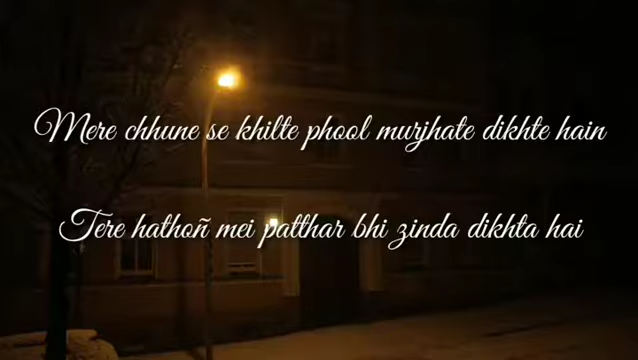 Mere chhune se khilte phool murjhate dikhte hain
Tere hathoñ mei patthar bhi zinda dikhta hai